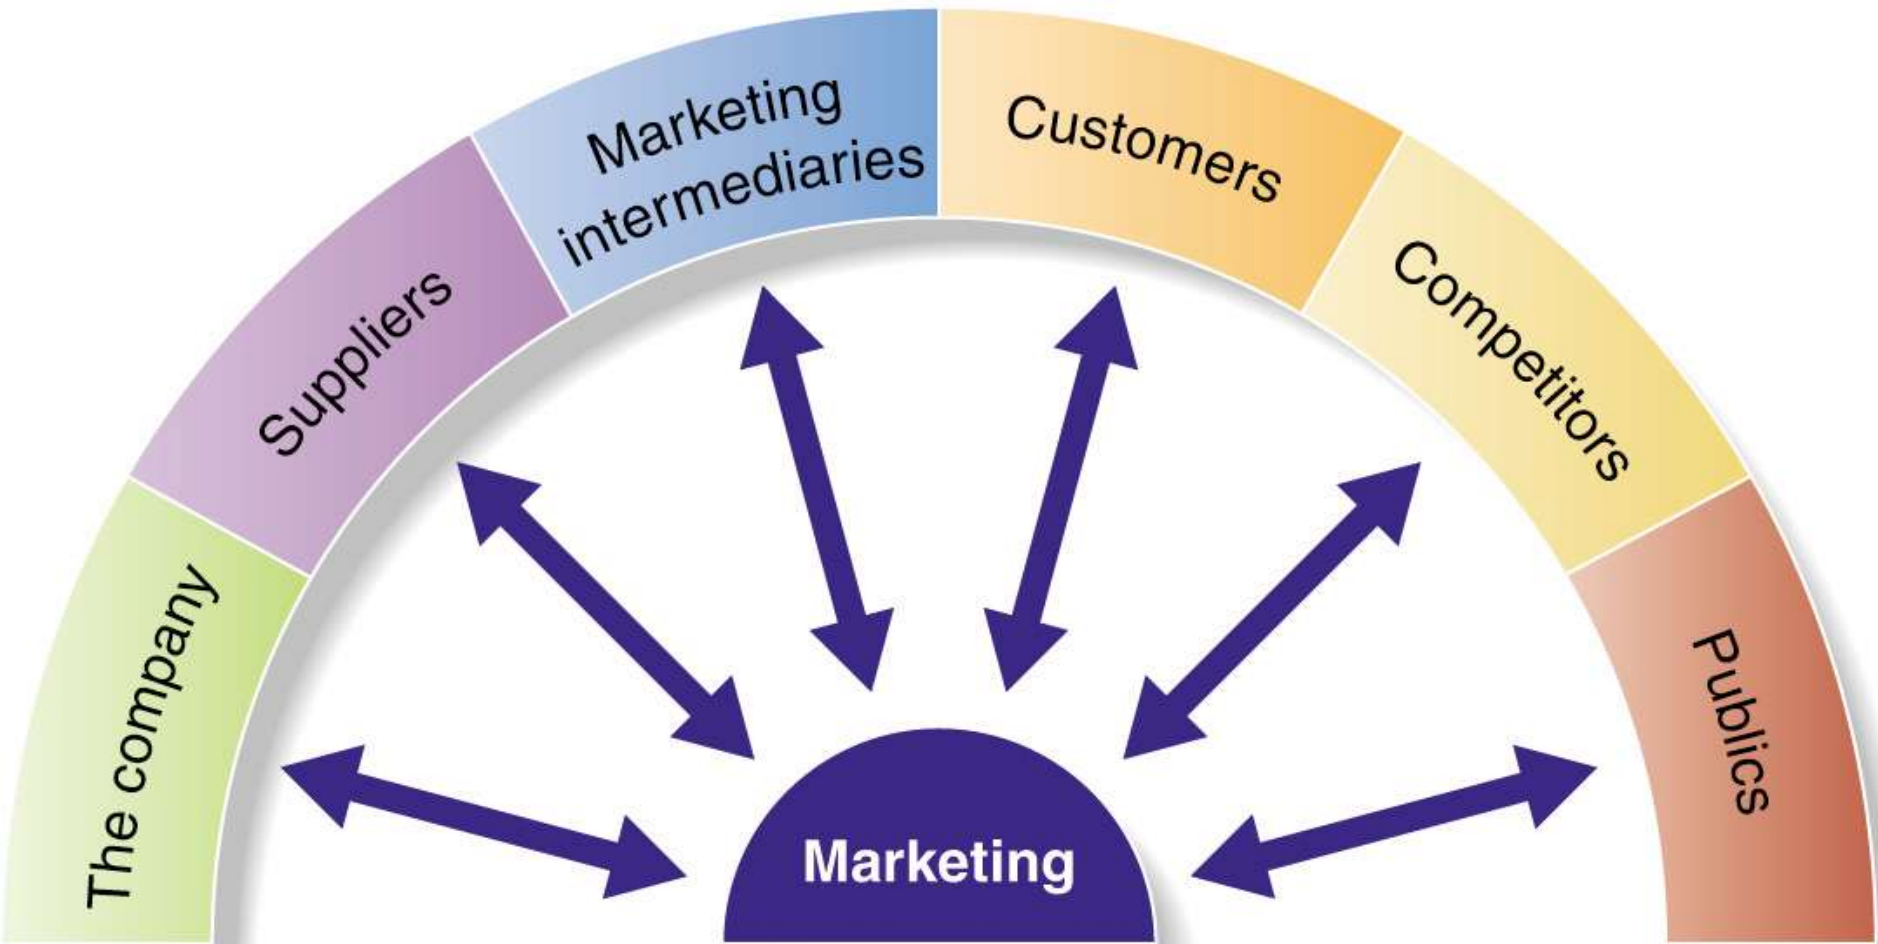 The company
Suppliers
Marketing
intermediaries
Customers
Competitors
Publics
Marketing